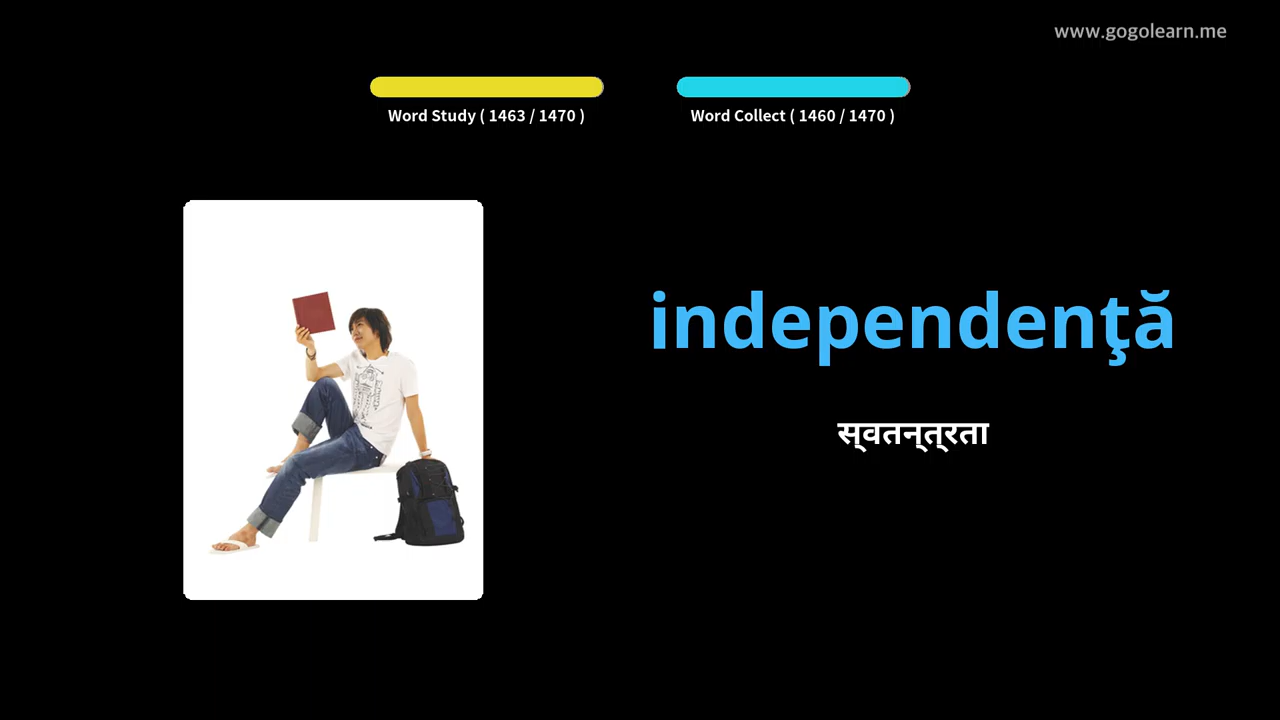 www.gogolearn.me
Word Study ( 1463 / 1470 )
Word Collect ( 1460 / 1470 )
independenţă
स्वतन्त्रता